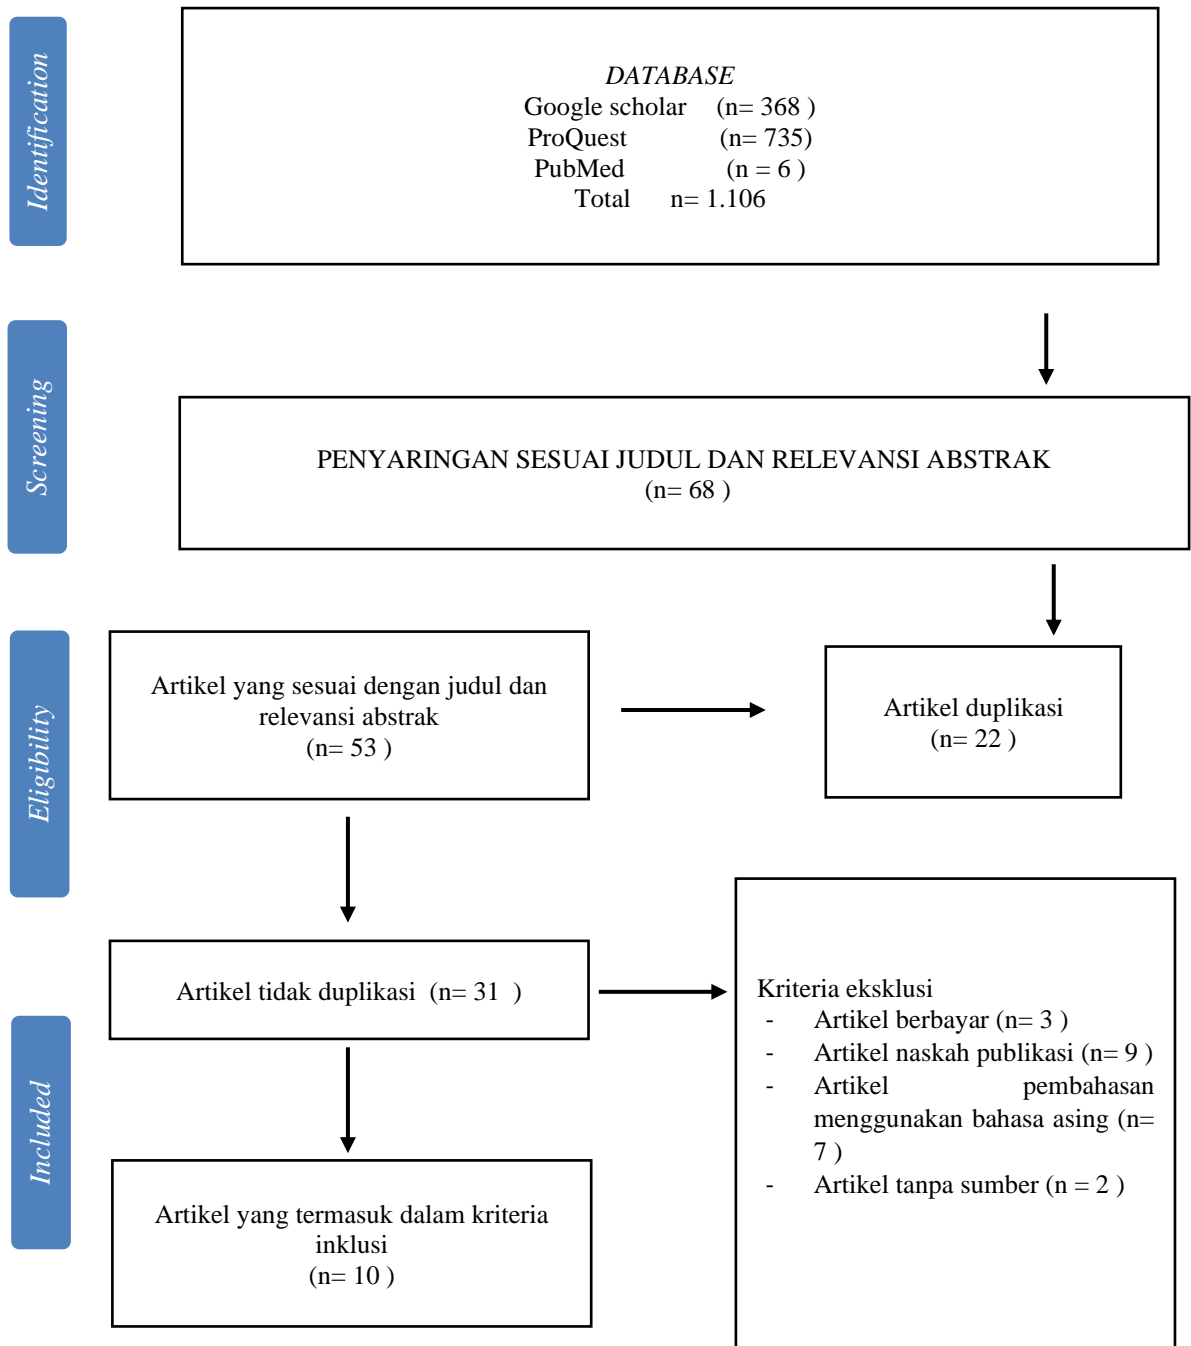 Identification
DATABASE
Google scholar (n= 368 )
ProQuest (n= 735)
PubMed (n = 6 )
Total n= 1.106
Screening
PENYARINGAN SESUAI JUDUL DAN RELEVANSI ABSTRAK
(n= 68 )
Eligibility
Artikel yang sesuai dengan judul dan
relevansi abstrak
(n= 53 )
Artikel duplikasi
(n= 22 )
Artikel tidak duplikasi (n= 31 )
Kriteria eksklusi
- Artikel berbayar (n= 3 )
- Artikel naskah publikasi (n= 9 )
- Artikel pembahasan
menggunakan bahasa asing (n=
7 )
- Artikel tanpa sumber (n = 2 )
Included
Artikel yang termasuk dalam kriteria
inklusi
(n= 10 )